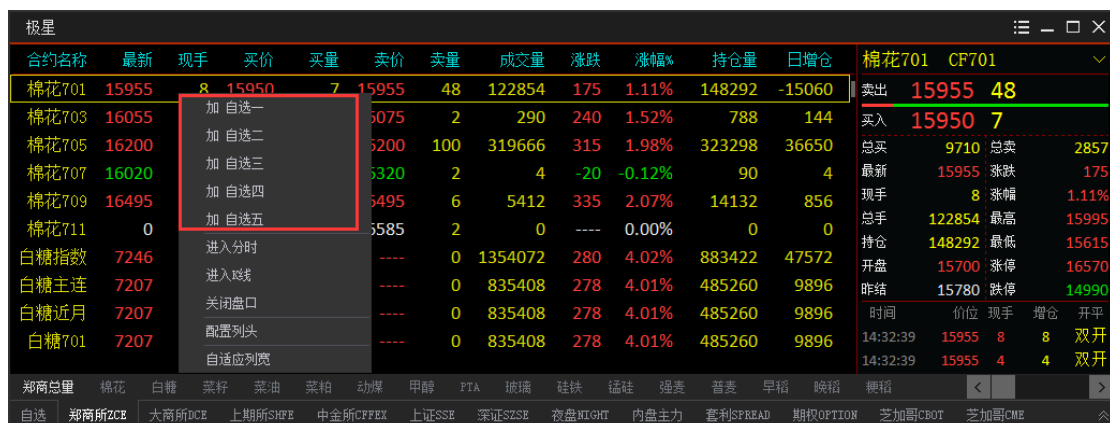 极星
合约名称 最新 现手 买价 买量 卖价 卖量 成交量 涨跌 涨幅% 持仓量 日增仓
棉花701 15955 8 15950 7 15955 48 122854 175 1.11% 148292 -15060
棉花703 16055 6075 2 290 240 1.52% 788 144
棉花705 16200 6200 100 319666 315 1.98% 323298 36650
棉花707 16020 6320 2 4 -20 -0.12% 90 4
棉花709 16495 6495 6 5412 335 2.07% 14132 856
棉花711 0 6585 2 0 ---- 0.00% 0 0
白糖指数 7246 ---- 0 1354072 280 4.02% 883422 47572
白糖主连 7207 ---- 0 835408 278 4.01% 485260 9896
白糖近月 7207 ---- 0 835408 278 4.01% 485260 9896
白糖701 7207 ---- 0 835408 278 4.01% 485260 9896
加 自选一
加 自选二
加 自选三
加 自选四
加 自选五
进入分时
进入K线
关闭盘口
配置列头
自适应列宽
棉花701 CF701
卖出 15955 48
买入 15950 7
总买 9710 总卖 2857
最新 15955 涨跌 175
现手 8 涨幅 1.11%
总手 122854 最高 15995
持仓 148292 最低 15615
开盘 15700 涨停 16570
昨结 15780 跌停 14990
时间 价位 现手 增仓 开平
14:32:39 15955 8 8 双开
14:32:39 15955 4 4 双开
郑商总量 棉花 白糖 菜籽 菜油 菜粕 动煤 甲醇 PTA 玻璃 硅铁 锰硅 强麦 普麦 早稻 晚稻 粳稻
自选 郑商所ZCE 大商所DCE 上期所SHFE 中金所CFFEX 上证SSE 深证SZSE 夜盘NIGHT 内盘主力 套利SPREAD 期权OPTION 芝加哥CBOT 芝加哥CME